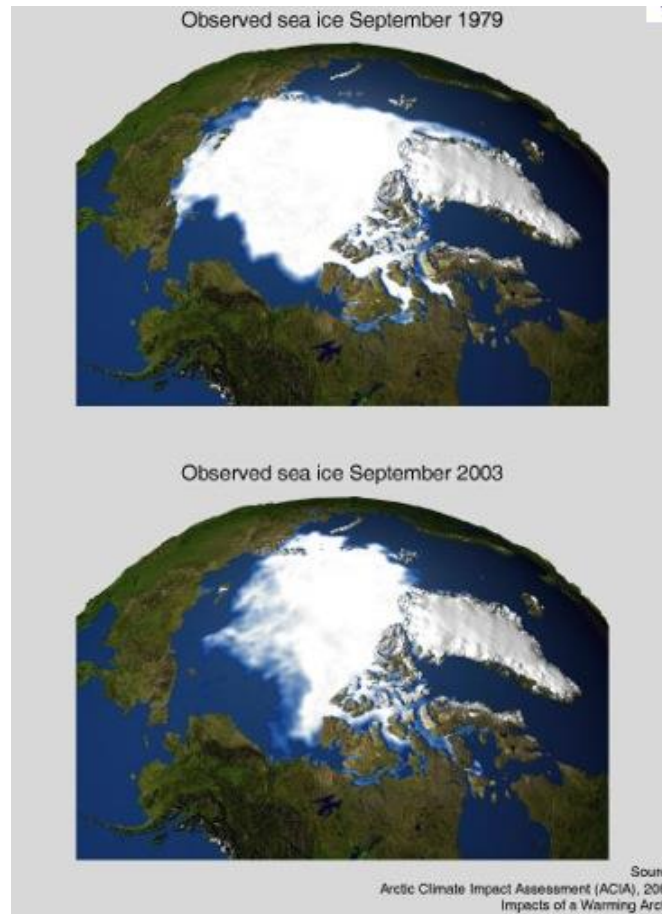 Observed sea ice September 1979
Observed sea ice September 2003
Arctic Climate Impact Assessment (ACIA),
Impacts of a Warming